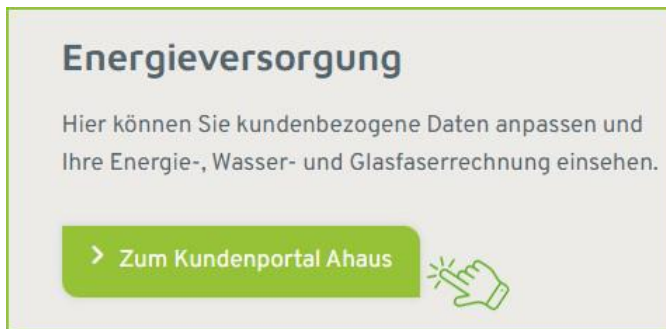 Energieversorgung
Hier können Sie kundenbezogene Daten anpassen und
Ihre Energie-, Wasser- und Glasfaserrechnung einsehen.
Zum Kundenportal Ahaus